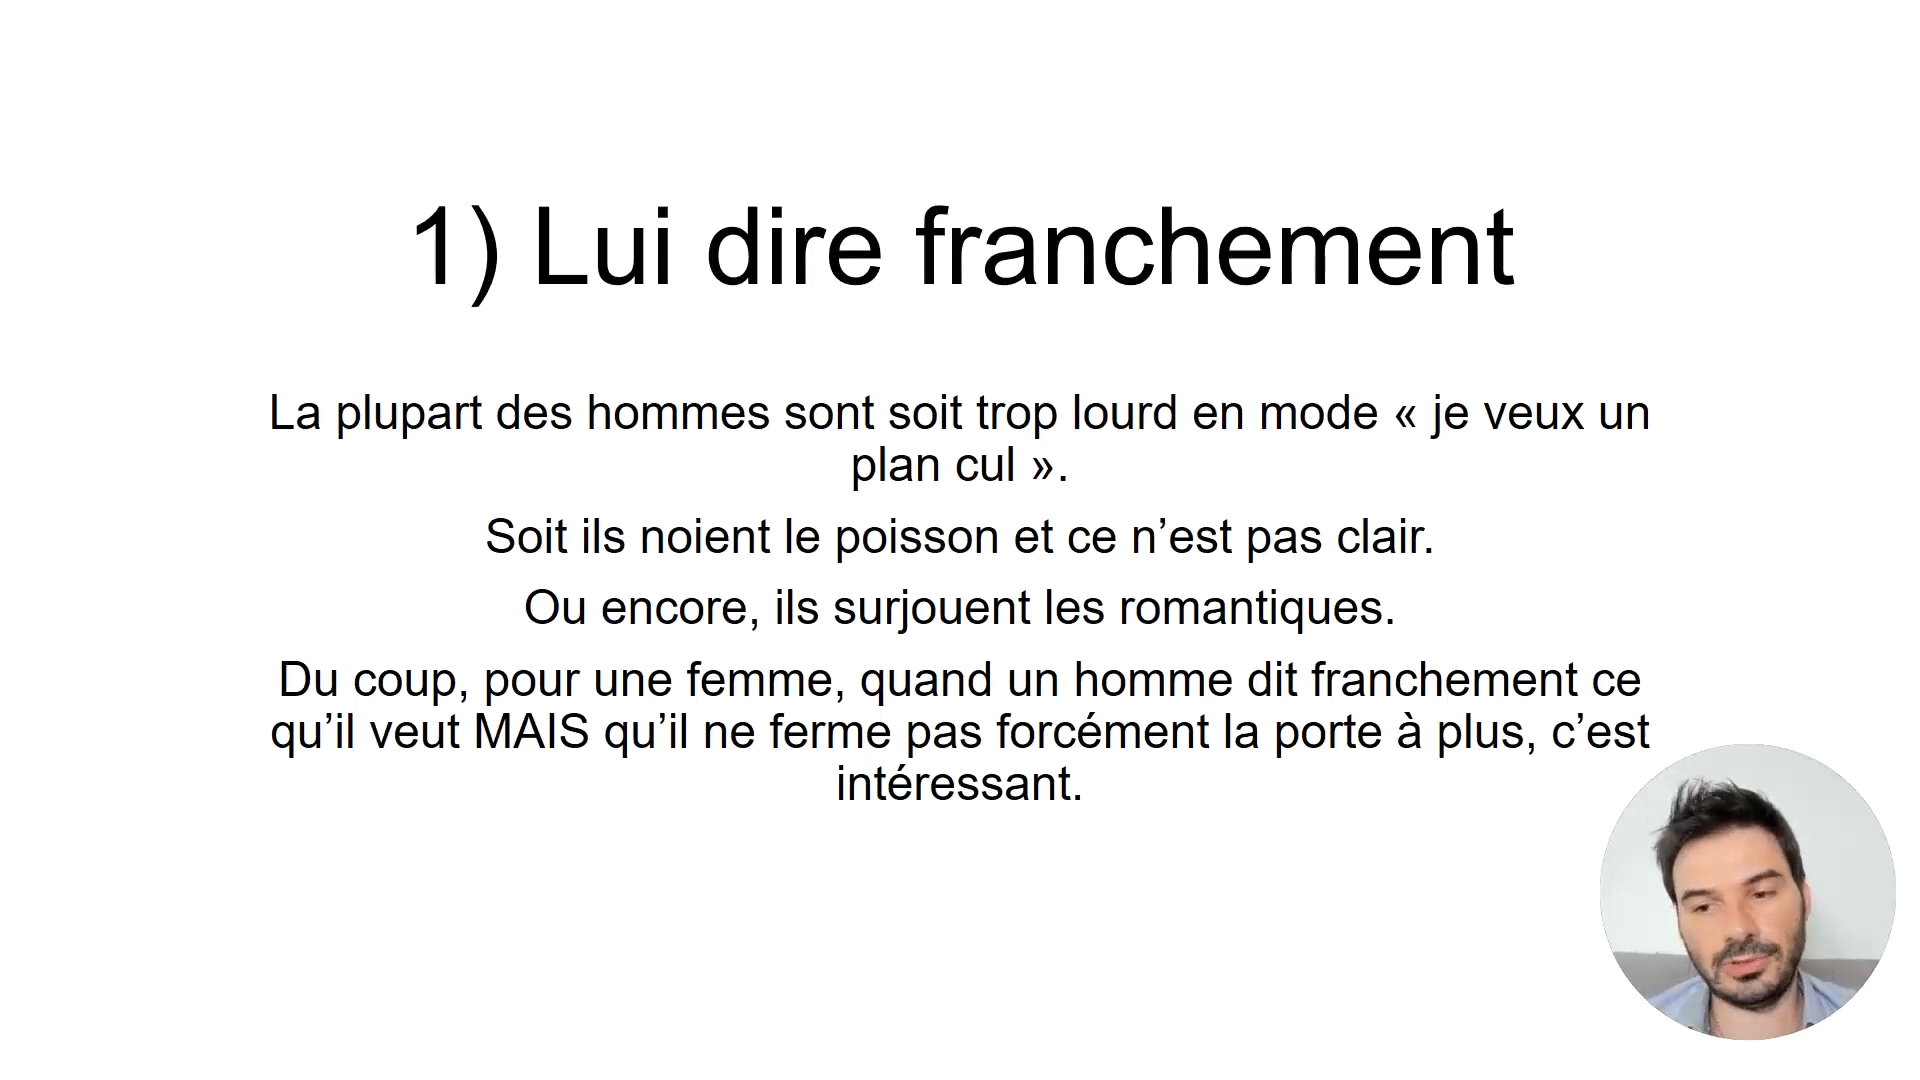 1) Lui dire franchement
La plupart des hommes sont soit trop lourd en mode « je veux un
plan cul ».
Soit ils noient le poisson et ce n’est pas clair.
Ou encore, ils surjouent les romantiques.
Du coup, pour une femme, quand un homme dit franchement ce
qu’il veut MAIS qu’il ne ferme pas forcément la porte à plus, c’est
intéressant.